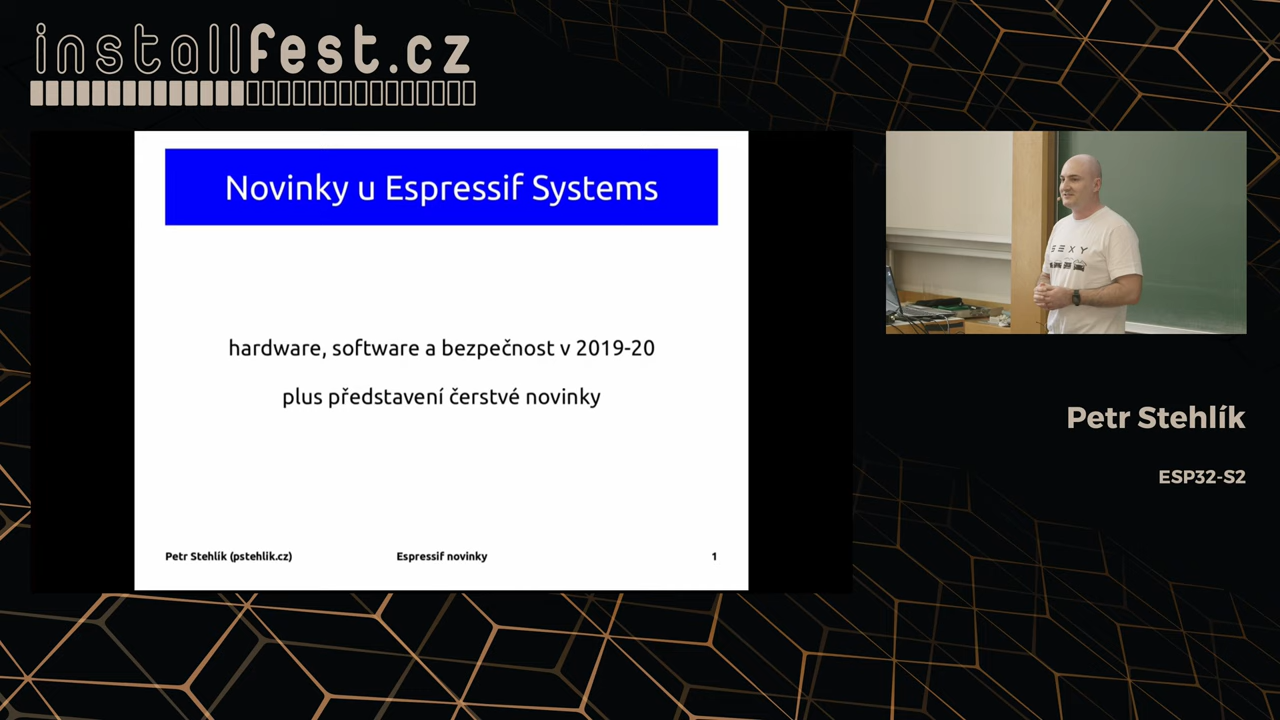 installfest.cz
Novinky u Espressif Systems
hardware, software a bezpečnost v 2019-20
plus představení čerstvé novinky
Petr Stehlík (pstehlik.cz)
Espressif novinky
1
Petr Stehlík
ESP32-S2